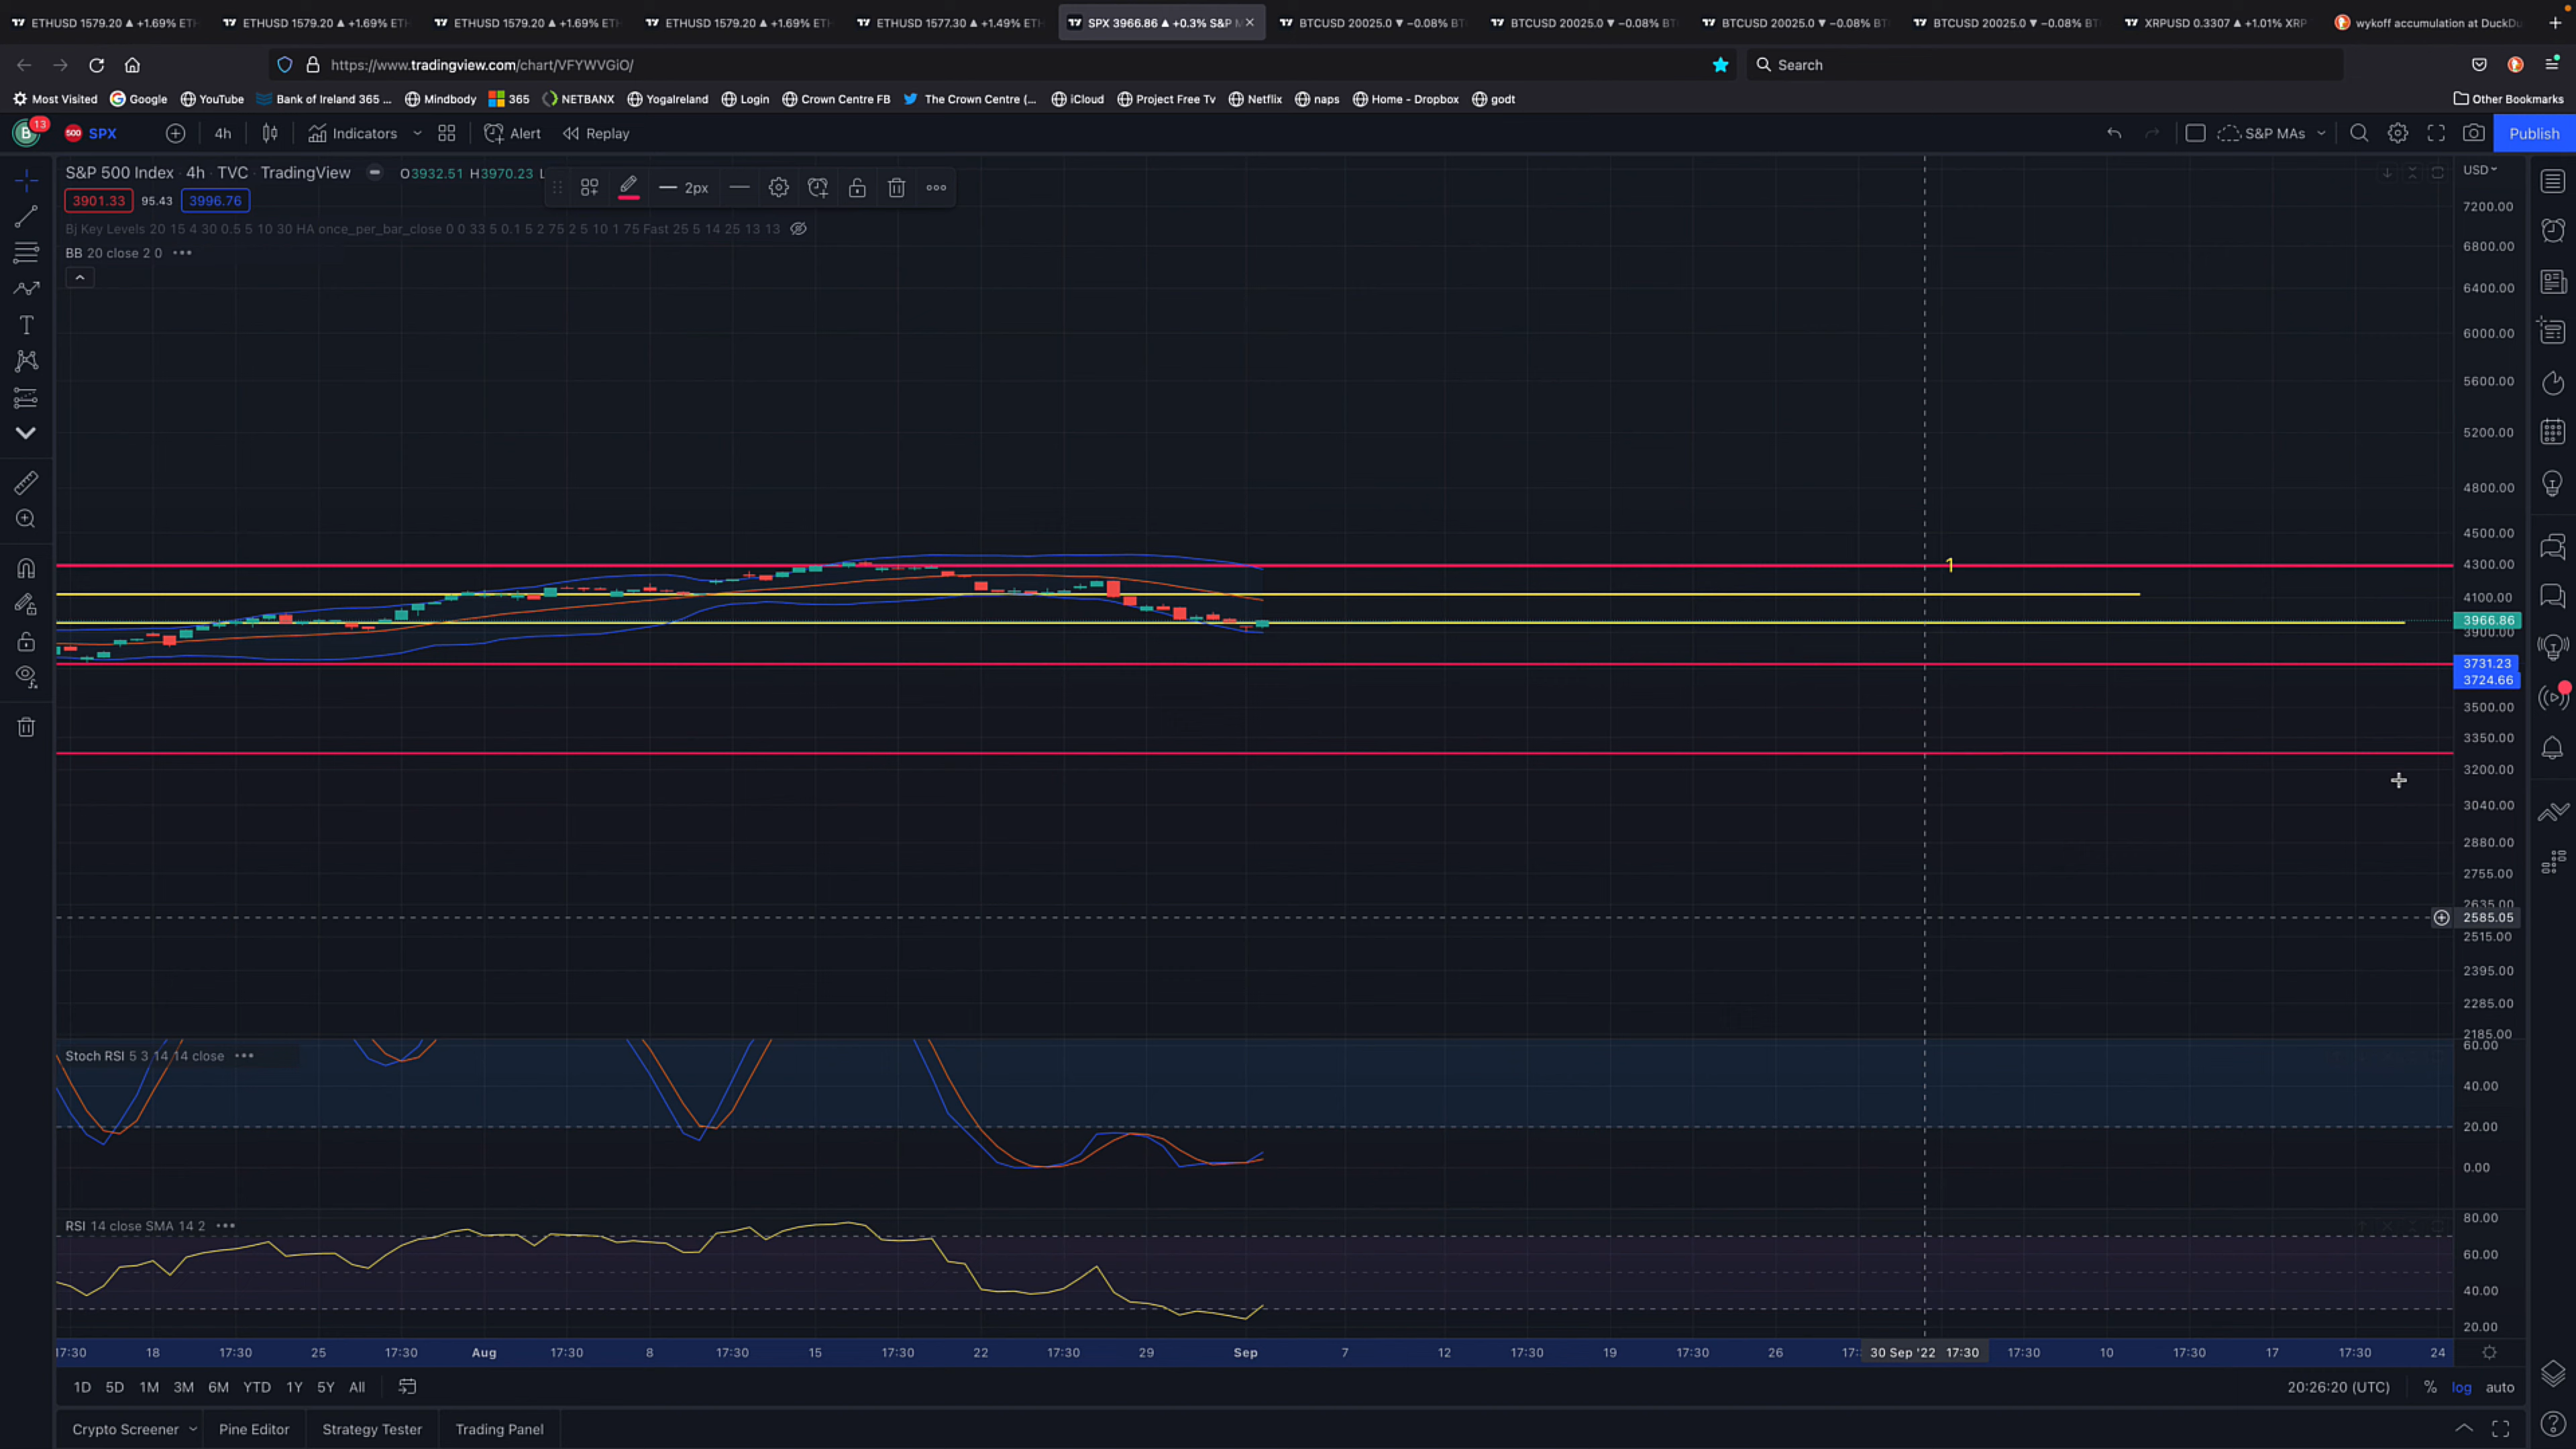 ETHUSD 1579.20 ▲ +1.69% ETH
ETHUSD 1579.20 ▲ +1.69% ETH
ETHUSD 1579.20 ▲ +1.69% ETH
ETHUSD 1579.20 ▲ +1.69% ETH
ETHUSD 1577.30 ▲ +1.49% ETH
SPX 3966.86 ▲ +0.3% S&P M
BTCUSD 20025.0 ▼ −0.08% BT
BTCUSD 20025.0 ▼ −0.08% BT
BTCUSD 20025.0 ▼ −0.08% BT
BTCUSD 20025.0 ▼ −0.08% BT
XRPUSD 0.3307 ▲ +1.01% XRP
wykoff accumulation at DuckDu
https://www.tradingview.com/chart/VFYWVGiO/
Search
Most Visited Google YouTube Bank of Ireland 365 ... Mindbody 365 NETBANX YogaIreland Login Crown Centre FB The Crown Centre (... iCloud Project Free Tv Netflix naps Home - Dropbox godt Other Bookmarks
B 13 500 SPX 4h Indicators Alert Replay S&P MAs Publish
S&P 500 Index · 4h · TVC · TradingView O3932.51 H3970.23 L
2px
USD
3901.33 95.43 3996.76
Bj Key Levels 20 15 4 30 0.5 5 10 30 HA once_per_bar_close 0 0 33 5 0.1 5 2 75 2 5 10 1 75 Fast 25 5 14 25 13 13
BB 20 close 2 0
7200.00
6800.00
6400.00
6000.00
5600.00
5200.00
4800.00
4500.00
1
4300.00
4100.00
3966.86
3900.00
3731.23
3724.66
3500.00
3350.00
3200.00
3040.00
2880.00
2755.00
2635.00
2585.05
2515.00
2395.00
2285.00
2185.00
Stoch RSI 5 3 14 14 close
60.00
40.00
20.00
0.00
RSI 14 close SMA 14 2
80.00
60.00
40.00
20.00
17:30 18 17:30 25 17:30 Aug 17:30 8 17:30 15 17:30 22 17:30 29 Sep 7 12 17:30 19 17:30 26 17: 30 Sep '22 17:30 17:30 10 17:30 17 17:30 24
1D 5D 1M 3M 6M YTD 1Y 5Y All 20:26:20 (UTC) % log auto
Crypto Screener Pine Editor Strategy Tester Trading Panel